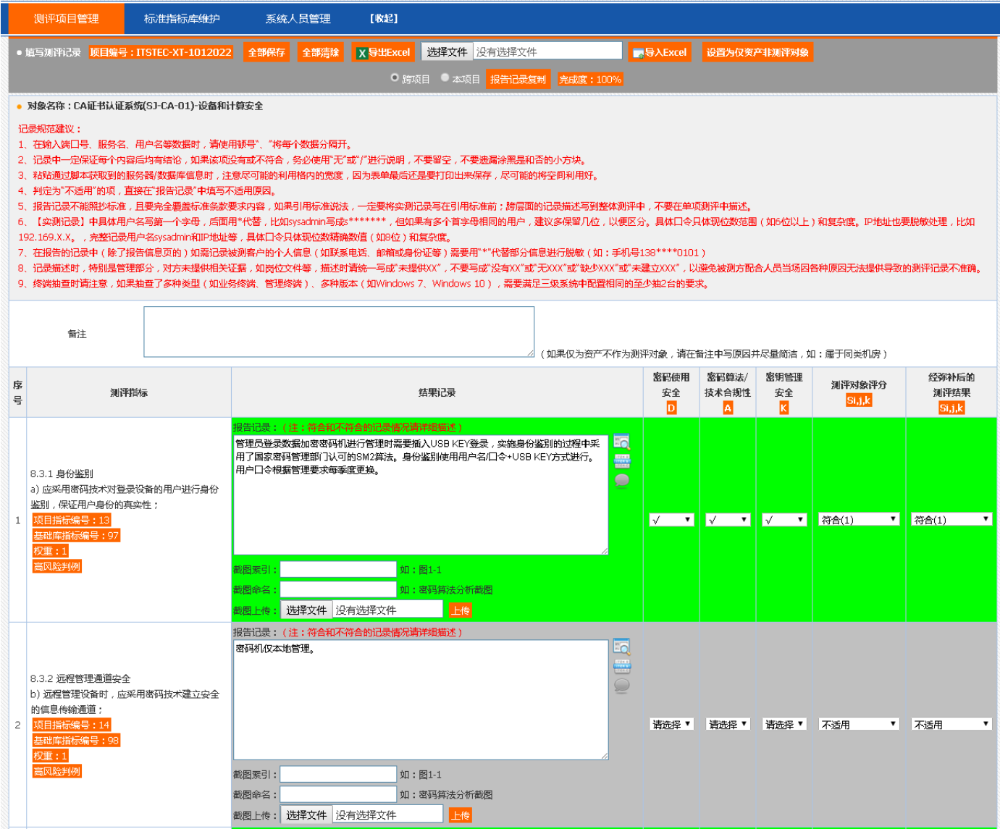 测评项目管理 标准指标库维护 系统人员管理 【收起】
● 填写测评记录 项目编号：ITSTEC-XT-1012022 全部保存 全部清除 导出Excel 选择文件 没有选择文件 导入Excel 设置为仅资产非测评对象
跨项目 本项目 报告记录复制 完成度：100%
● 对象名称：CA证书认证系统(SJ-CA-01)-设备和计算安全
记录规范建议：
1、在输入端口号、服务名、用户名等数据时，请使用顿号“、”将每个数据分隔开。
2、记录中一定保证每个内容后均有结论，如果该项没有或不符合，务必使用“无”或“/”进行说明，不要留空，不要遗漏涂黑是和否的小方块。
3、粘贴通过脚本获取到的服务器/数据库信息时，注意尽可能的利用格内的宽度，因为表单最后还是要打印出来保存，尽可能的将空间利用好。
4、判定为“不适用”的项，直接在“报告记录”中填写不适用原因。
5、报告记录不能照抄标准，且要完全覆盖标准条款要求内容，如果引用标准说法，一定要将实测记录写在引用标准前；跨层面的记录描述写到整体测评中，不要在单项测评中描述。
6、【实测记录】中具体用户名写第一个字母，后面用*代替，比如sysadmin写成s*******，但如果有多个首字母相同的用户，建议多保留几位，以便区分。具体口令只体现位数范围（如6位以上）和复杂度。IP地址也要脱敏处理，比如
192.169.X.X。，完整记录用户名sysadmin和IP地址等，具体口令只体现位数精确数值（如8位）和复杂度。
7、在报告的记录中（除了报告信息页的）如需记录被测客户的个人信息（如联系电话、邮箱或身份证等）需要用“*”代替部分信息进行脱敏（如：手机号138****0101）
8、记录描述时，特别是管理部分，对方未提供相关证据，如岗位文件等，描述时请统一写成“未提供XX”，不要写成“没有XX”或“无XXX”或“缺少XXX”或“未建立XXX”，以避免被测方配合人员当场因各种原因无法提供导致的测评记录不准确。
9、终端抽查时请注意，如果抽查了多种类型（如业务终端、管理终端）、多种版本（如Windows 7、Windows 10），需要满足三级系统中配置相同的至少抽2台的要求。
备注
（如果仅为资产不作为测评对象，请在备注中写原因并尽量简洁，如：属于同类机房）
序号 测评指标 结果记录 密码使用安全 D 密码算法/技术合规性 A 密钥管理安全 K 测评对象评分 Si,j,k 经弥补后的测评结果 Si,j,k
1
8.3.1 身份鉴别
a) 应采用密码技术对登录设备的用户进行身份
鉴别，保证用户身份的真实性；
项目指标编号：13
基础库指标编号：97
权重：1
高风险判例
报告记录：（注：符合和不符合的记录情况请详细描述）
管理员登录数据加密密码机进行管理时需要插入USB KEY登录，实施身份鉴别的过程中采
用了国家密码管理部门认可的SM2算法。身份鉴别使用用户名/口令+USB KEY方式进行。
用户口令根据管理要求每季度更换。
截图索引： 如：图1-1
截图命名： 如：密码算法分析截图
截图上传： 选择文件 没有选择文件 上传
√ √ √ 符合(1) 符合(1)
2
8.3.2 远程管理通道安全
b) 远程管理设备时，应采用密码技术建立安全
的信息传输通道；
项目指标编号：14
基础库指标编号：98
权重：1
高风险判例
报告记录：（注：符合和不符合的记录情况请详细描述）
密码机仅本地管理。
截图索引： 如：图1-1
截图命名： 如：密码算法分析截图
截图上传： 选择文件 没有选择文件 上传
请选择 请选择 请选择 不适用 不适用